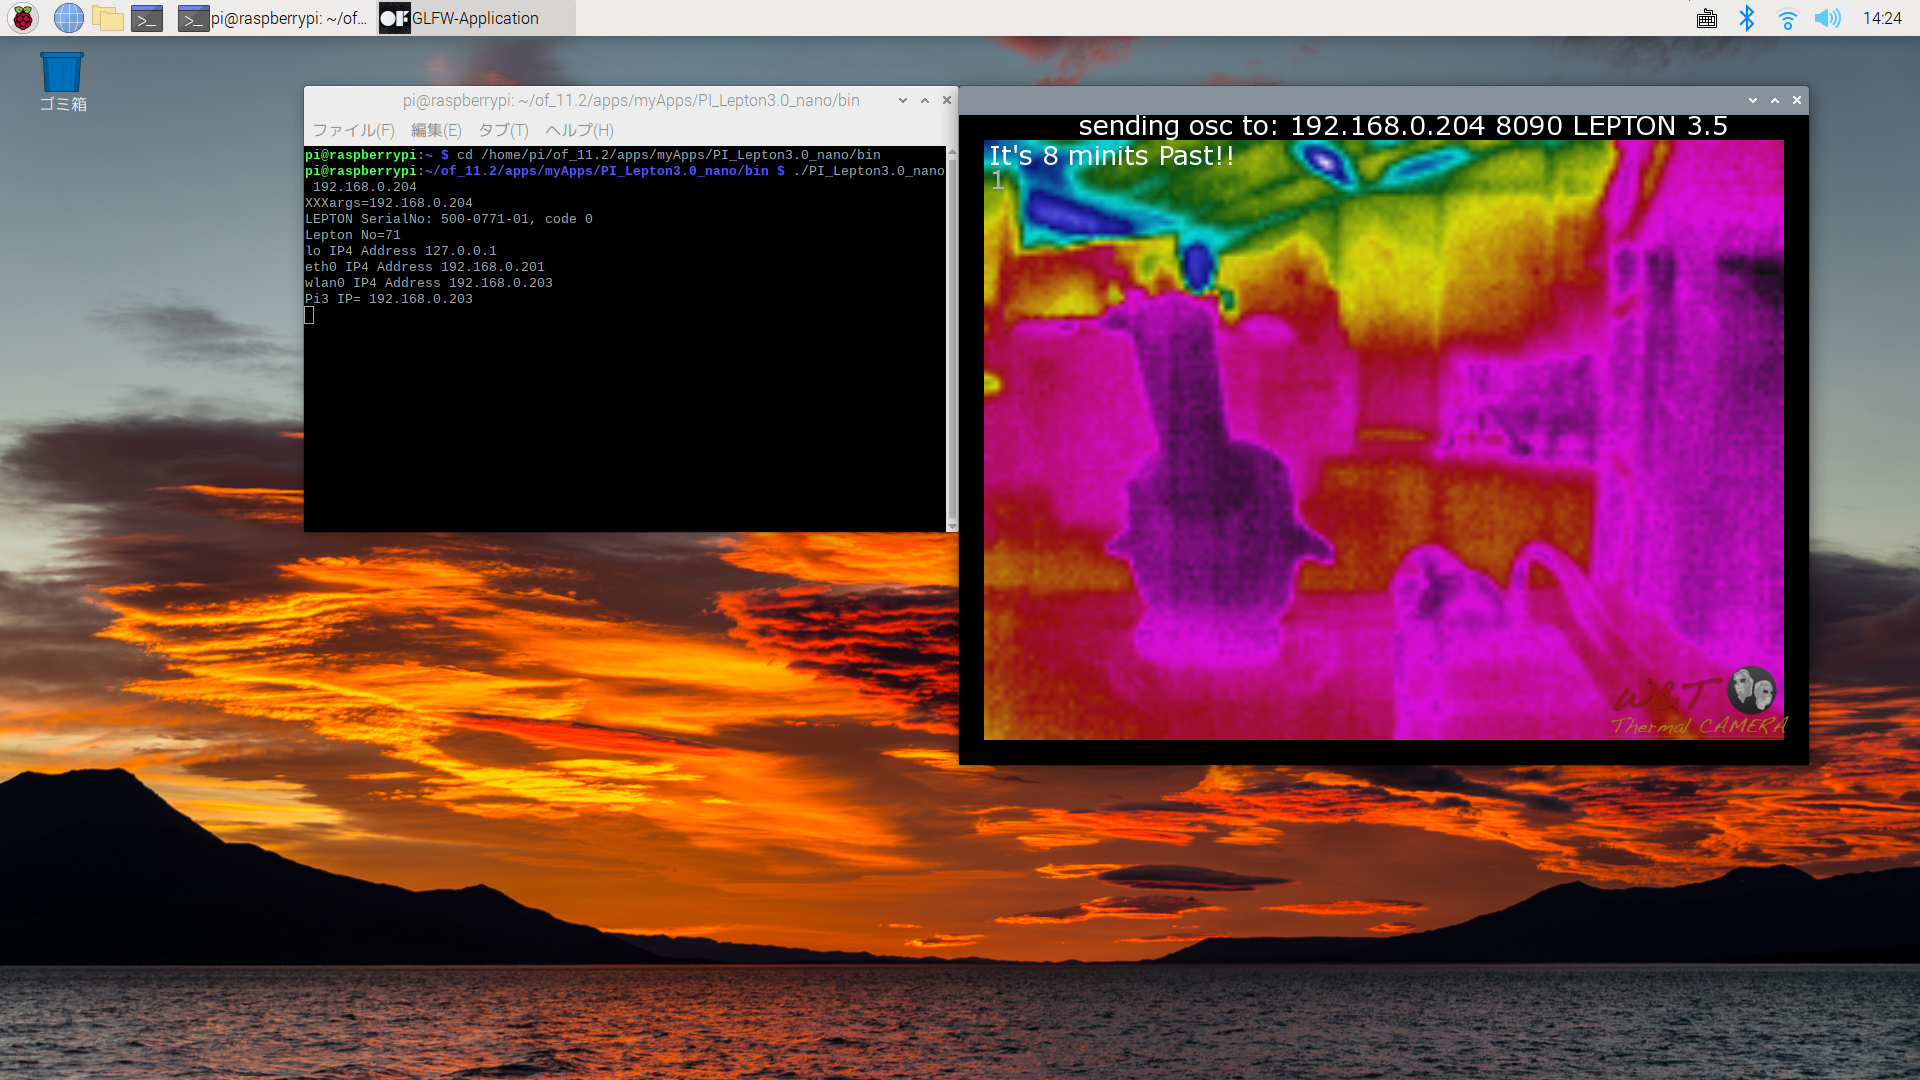 pi@raspberrypi: ~/of...
GLFW-Application
14:24
ゴミ箱
pi@raspberrypi: ~/of_11.2/apps/myApps/PI_Lepton3.0_nano/bin
ファイル(F) 編集(E) タブ(T) ヘルプ(H)
pi@raspberrypi:~ $ cd /home/pi/of_11.2/apps/myApps/PI_Lepton3.0_nano/bin
pi@raspberrypi:~/of_11.2/apps/myApps/PI_Lepton3.0_nano/bin $ ./PI_Lepton3.0_nano
192.168.0.204
XXXargs=192.168.0.204
LEPTON SerialNo: 500-0771-01, code 0
Lepton No=71
lo IP4 Address 127.0.0.1
eth0 IP4 Address 192.168.0.201
wlan0 IP4 Address 192.168.0.203
Pi3 IP= 192.168.0.203
sending osc to: 192.168.0.204 8090 LEPTON 3.5
It's 8 minits Past!!
1
W&T
Thermal CAMERA